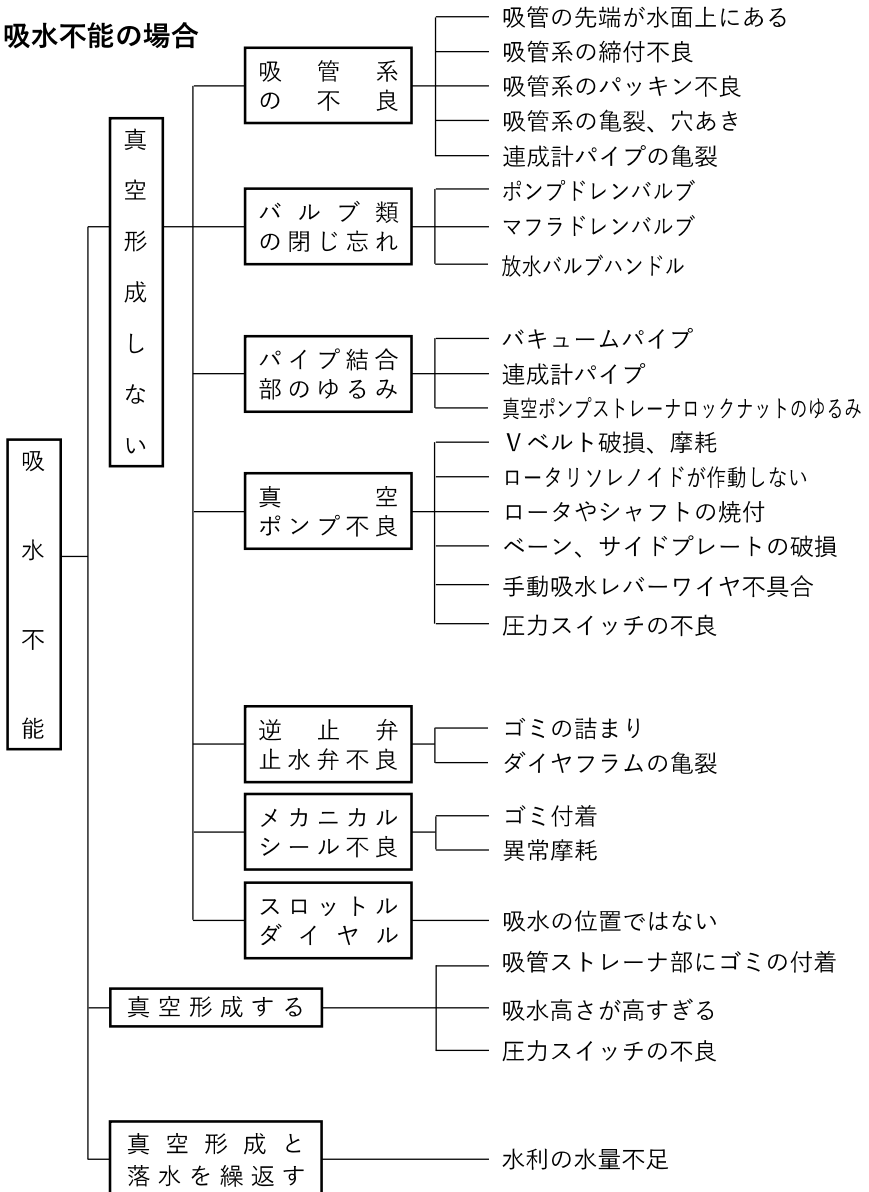 吸水不能の場合
吸水不能
真空形成しない
吸管系
の不良
吸管の先端が水面上にある
吸管系の締付不良
吸管系のパッキン不良
吸管系の亀裂、穴あき
連成計パイプの亀裂
バルブ類
の閉じ忘れ
ポンプドレンバルブ
マフラドレンバルブ
放水バルブハンドル
パイプ結合
部のゆるみ
バキュームパイプ
連成計パイプ
真空ポンプストレーナロックナットのゆるみ
真空
ポンプ不良
Vベルト破損、摩耗
ロータリソレノイドが作動しない
ロータやシャフトの焼付
ベーン、サイドプレートの破損
手動吸水レバーワイヤ不具合
圧力スイッチの不良
逆止弁
止水弁不良
ゴミの詰まり
ダイヤフラムの亀裂
メカニカル
シール不良
ゴミ付着
異常摩耗
スロットル
ダイヤル
吸水の位置ではない
真空形成する
吸管ストレーナ部にゴミの付着
吸水高さが高すぎる
圧力スイッチの不良
真空形成と
落水を繰返す
水利の水量不足